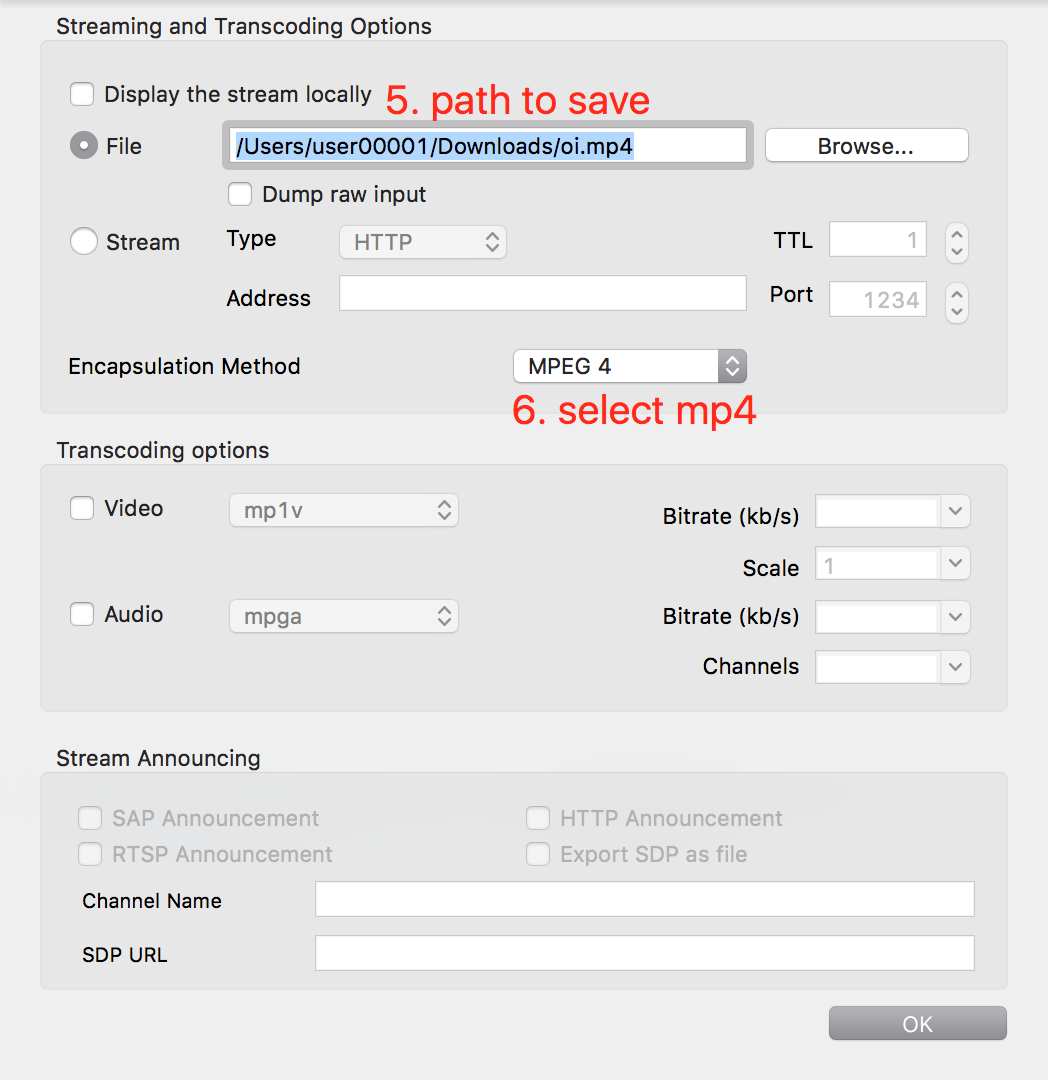 Streaming and Transcoding Options
Display the stream locally
5. path to save
File
/Users/user00001/Downloads/oi.mp4
Browse...
Dump raw input
Stream
Type
HTTP
TTL
1
Address
Port
1234
Encapsulation Method
MPEG 4
6. select mp4
Transcoding options
Video
mp1v
Bitrate (kb/s)
Scale
1
Audio
mpga
Bitrate (kb/s)
Channels
Stream Announcing
SAP Announcement
HTTP Announcement
RTSP Announcement
Export SDP as file
Channel Name
SDP URL
OK